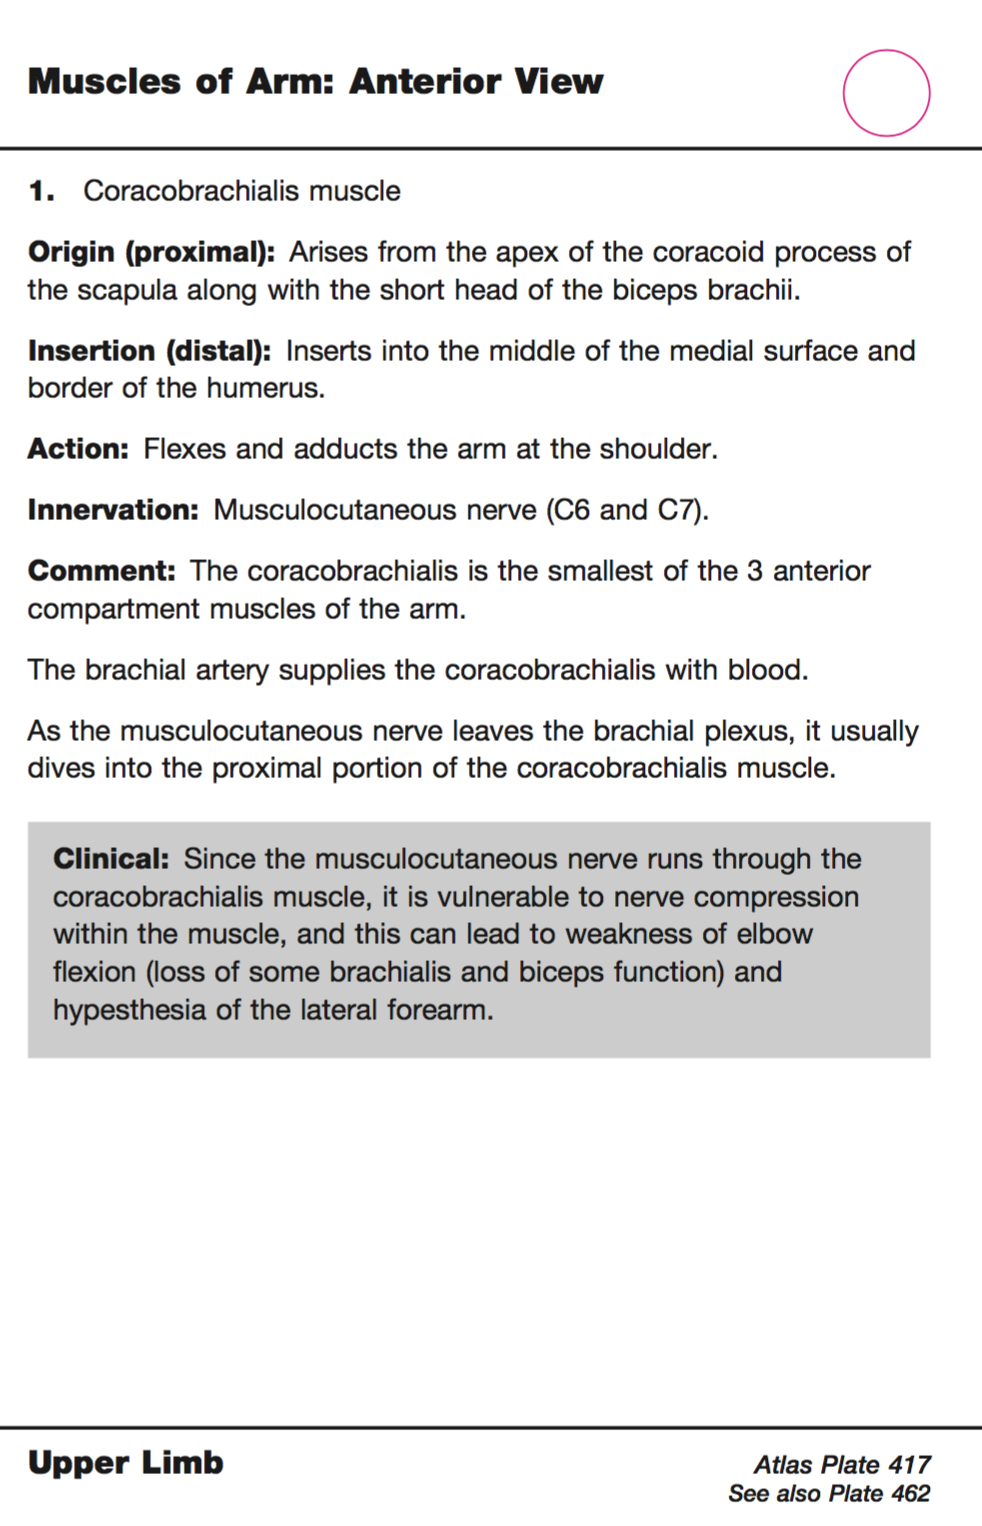 Muscles of Arm: Anterior View
1. Coracobrachialis muscle
Origin (proximal): Arises from the apex of the coracoid process of
the scapula along with the short head of the biceps brachii.
Insertion (distal): Inserts into the middle of the medial surface and
border of the humerus.
Action: Flexes and adducts the arm at the shoulder.
Innervation: Musculocutaneous nerve (C6 and C7).
Comment: The coracobrachialis is the smallest of the 3 anterior
compartment muscles of the arm.
The brachial artery supplies the coracobrachialis with blood.
As the musculocutaneous nerve leaves the brachial plexus, it usually
dives into the proximal portion of the coracobrachialis muscle.
Clinical: Since the musculocutaneous nerve runs through the
coracobrachialis muscle, it is vulnerable to nerve compression
within the muscle, and this can lead to weakness of elbow
flexion (loss of some brachialis and biceps function) and
hypesthesia of the lateral forearm.
Upper Limb
Atlas Plate 417
See also Plate 462